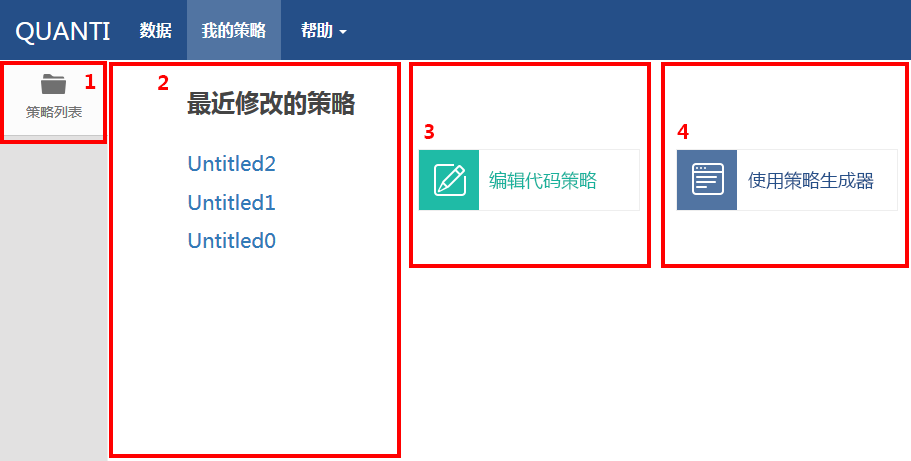 QUANTI 数据 我的策略 帮助
1
策略列表
2
最近修改的策略
Untitled2
Untitled1
Untitled0
3
编辑代码策略
4
使用策略生成器